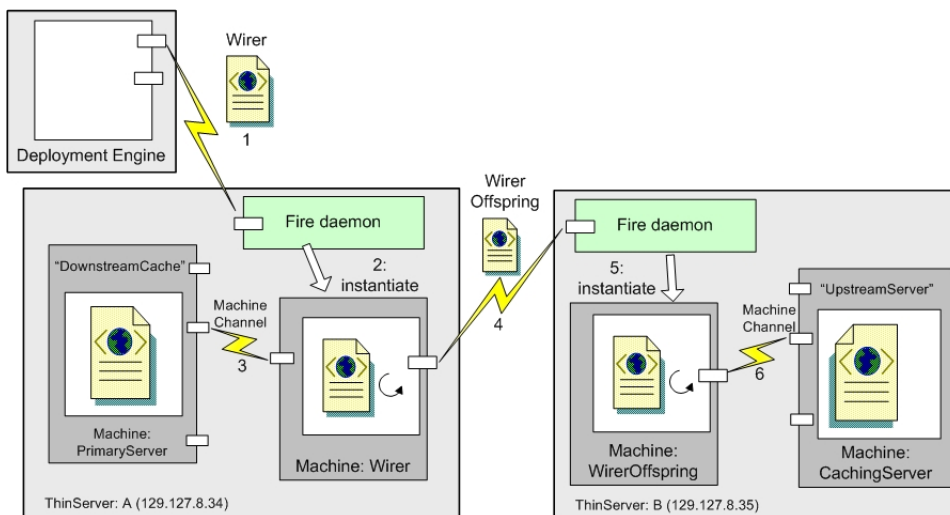 Wirer
1
Deployment Engine
Wirer
Offspring
4
Fire daemon
2:
instantiate
"DownstreamCache"
Machine
Channel
3
Machine:
PrimaryServer
Machine: Wirer
ThinServer: A (129.127.8.34)
Fire daemon
5:
instantiate
"UpstreamServer"
Machine
Channel
6
Machine:
WirerOffspring
Machine:
CachingServer
ThinServer: B (129.127.8.35)